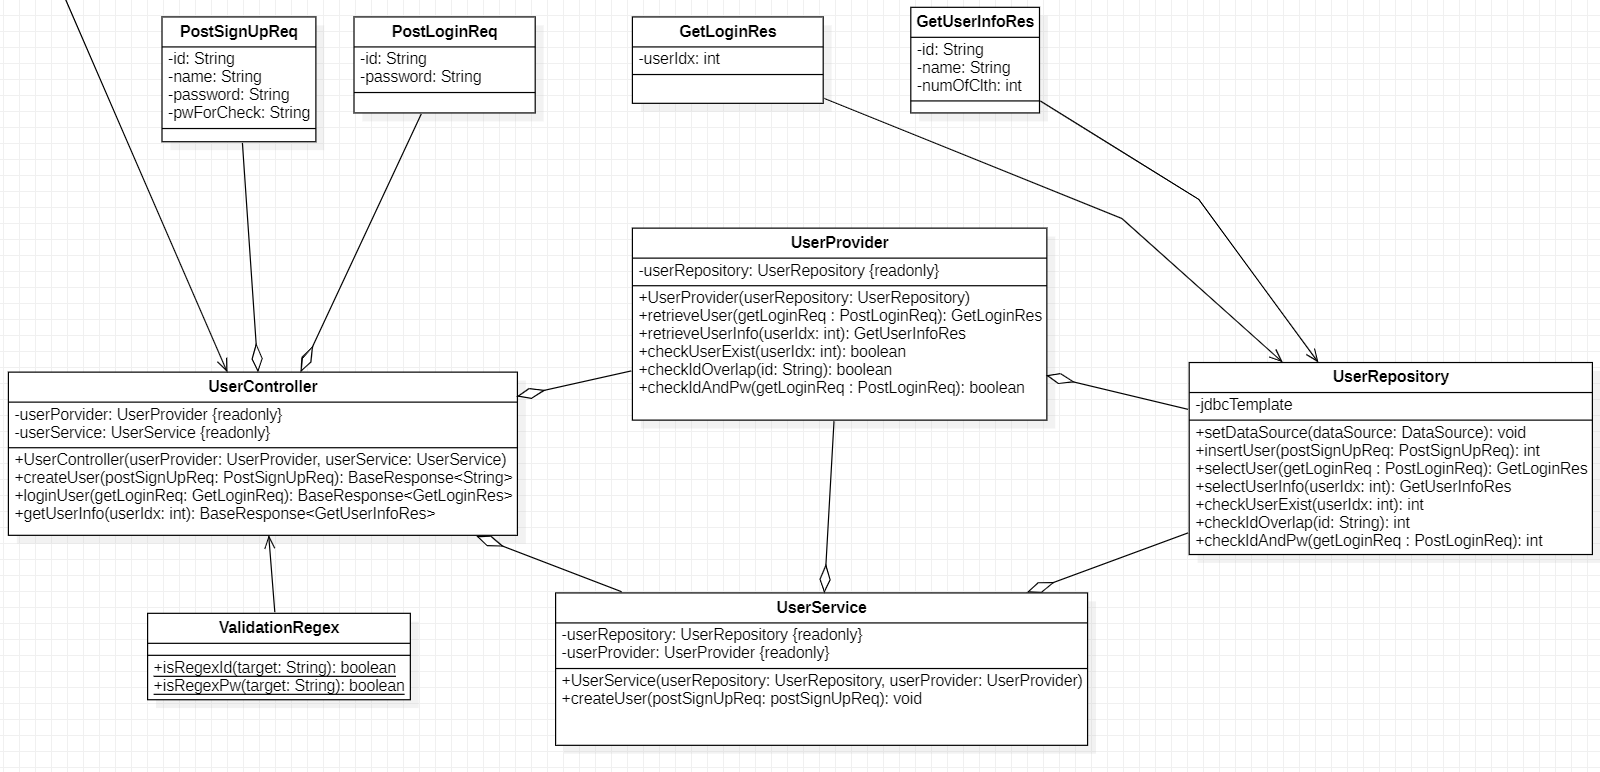 PostSignUpReq
-id: String
-name: String
-password: String
-pwForCheck: String
PostLoginReq
-id: String
-password: String
GetLoginRes
-userIdx: int
GetUserInfoRes
-id: String
-name: String
-numOfClth: int
UserProvider
-userRepository: UserRepository {readonly}
+UserProvider(userRepository: UserRepository)
+retrieveUser(getLoginReq : PostLoginReq): GetLoginRes
+retrieveUserInfo(userIdx: int): GetUserInfoRes
+checkUserExist(userIdx: int): boolean
+checkIdOverlap(id: String): boolean
+checkIdAndPw(getLoginReq : PostLoginReq): boolean
UserController
-userPorvider: UserProvider {readonly}
-userService: UserService {readonly}
+UserController(userProvider: UserProvider, userService: UserService)
+createUser(postSignUpReq: PostSignUpReq): BaseResponse<String>
+loginUser(getLoginReq: GetLoginReq): BaseResponse<GetLoginRes>
+getUserInfo(userIdx: int): BaseResponse<GetUserInfoRes>
UserRepository
-jdbcTemplate
+setDataSource(dataSource: DataSource): void
+insertUser(postSignUpReq: PostSignUpReq): int
+selectUser(getLoginReq : PostLoginReq): GetLoginRes
+selectUserInfo(userIdx: int): GetUserInfoRes
+checkUserExist(userIdx: int): int
+checkIdOverlap(id: String): int
+checkIdAndPw(getLoginReq : PostLoginReq): int
ValidationRegex
+isRegexId(target: String): boolean
+isRegexPw(target: String): boolean
UserService
-userRepository: UserRepository {readonly}
-userProvider: UserProvider {readonly}
+UserService(userRepository: UserRepository, userProvider: UserProvider)
+createUser(postSignUpReq: postSignUpReq): void